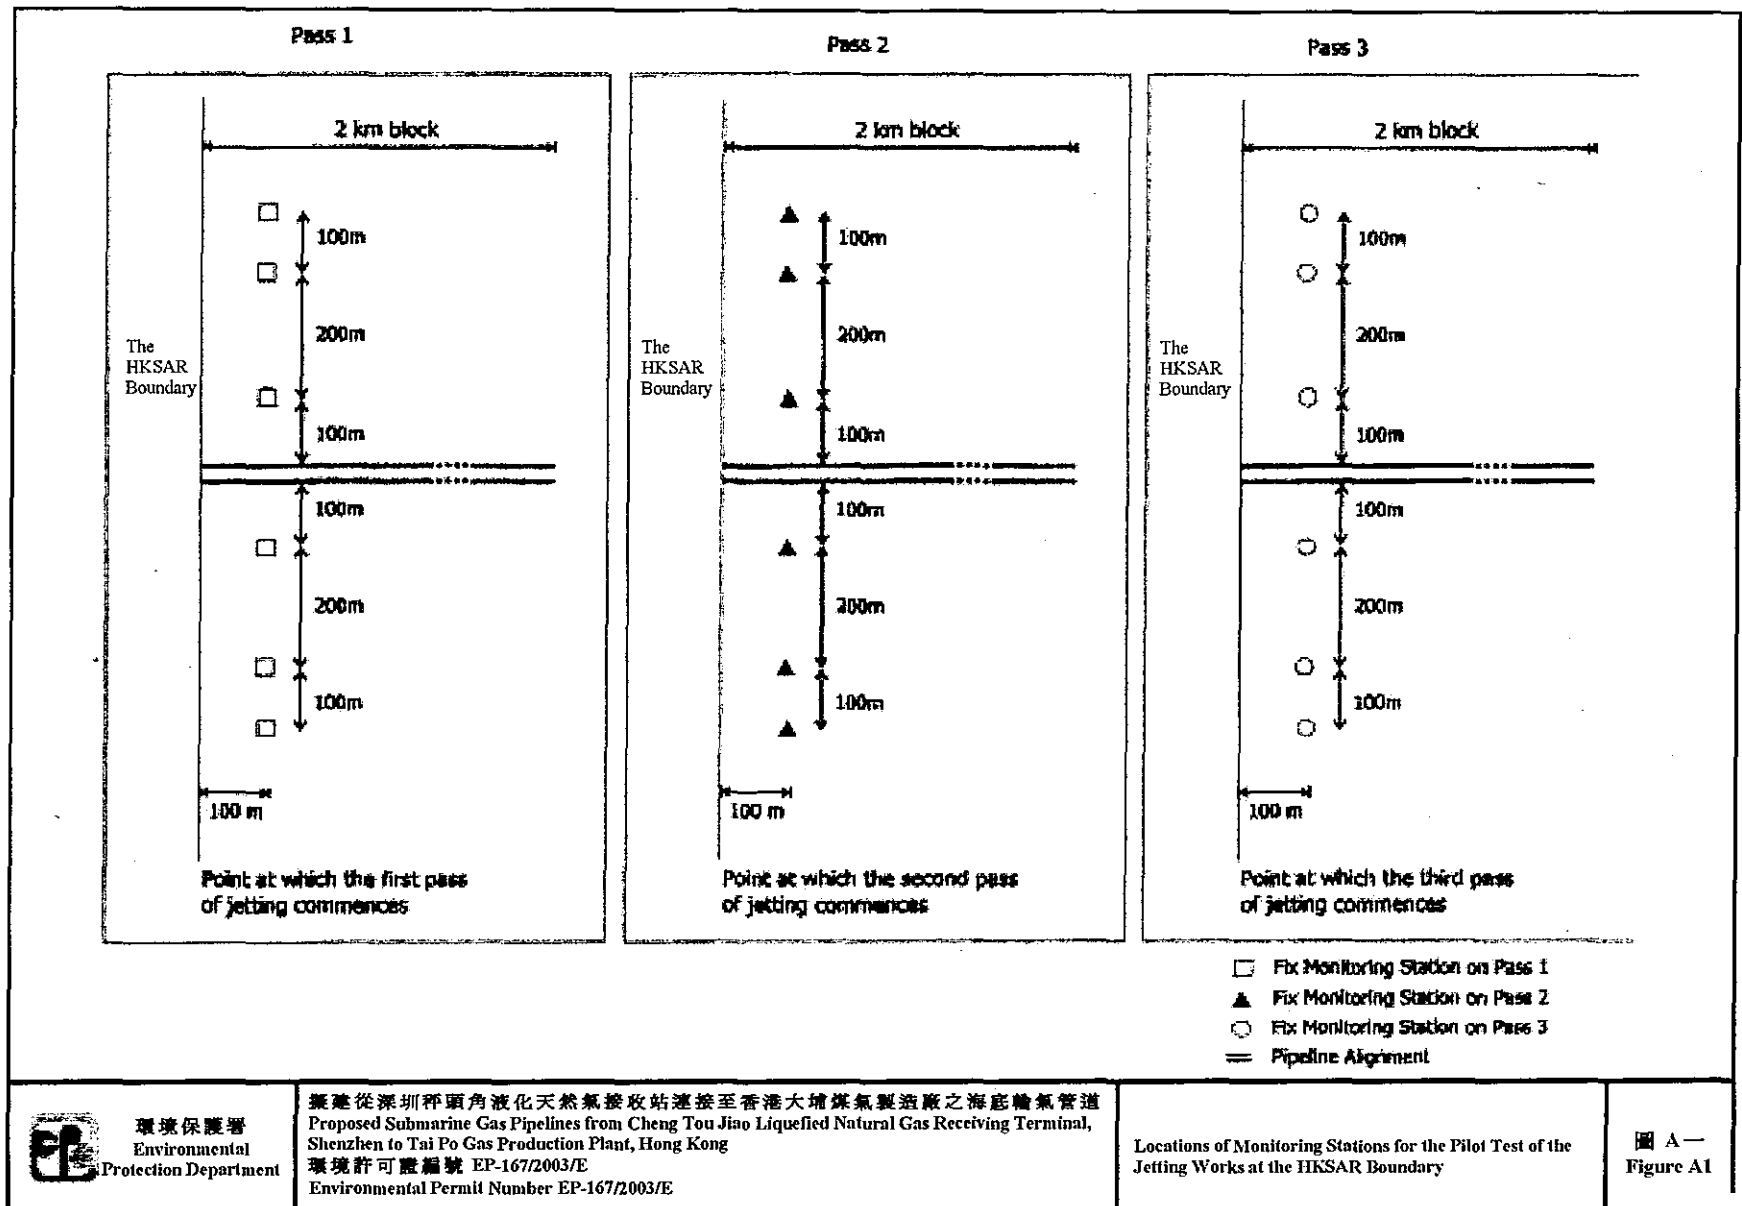 Pass 1
2 km block
100m
200m
The
HKSAR
Boundary
100m
100m
200m
100m
100 m
Point at which the first pass
of jetting commences
Pass 2
2 km block
100m
200m
The
HKSAR
Boundary
100m
100m
200m
100m
100 m
Point at which the second pass
of jetting commences
Pass 3
2 km block
100m
200m
The
HKSAR
Boundary
100m
100m
200m
100m
100 m
Point at which the third pass
of jetting commences
Fix Monitoring Station on Pass 1
Fix Monitoring Station on Pass 2
Fix Monitoring Station on Pass 3
Pipeline Alignment
環境保護署
Environmental
Protection Department
擬建從深圳秤頭角液化天然氣接收站連接至香港大埔煤氣製造廠之海底輸氣管道
Proposed Submarine Gas Pipelines from Cheng Tou Jiao Liquefied Natural Gas Receiving Terminal,
Shenzhen to Tai Po Gas Production Plant, Hong Kong
環境許可證編號 EP-167/2003/E
Environmental Permit Number EP-167/2003/E
Locations of Monitoring Stations for the Pilot Test of the
Jetting Works at the HKSAR Boundary
圖 A一
Figure A1